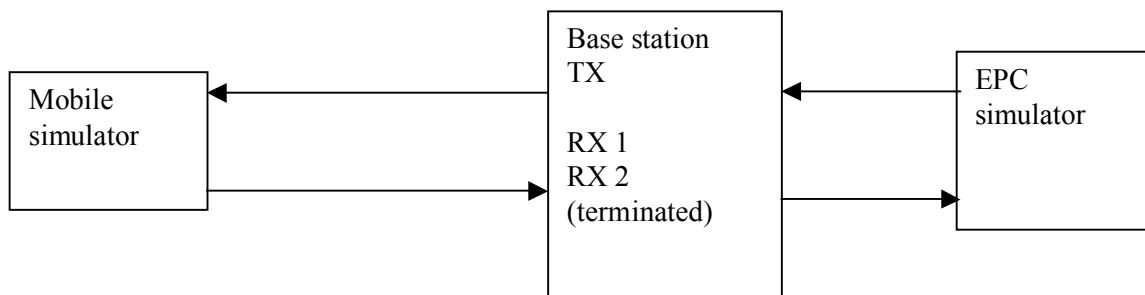 Mobile
simulator
Base station
TX
RX 1
RX 2
(terminated)
EPC
simulator